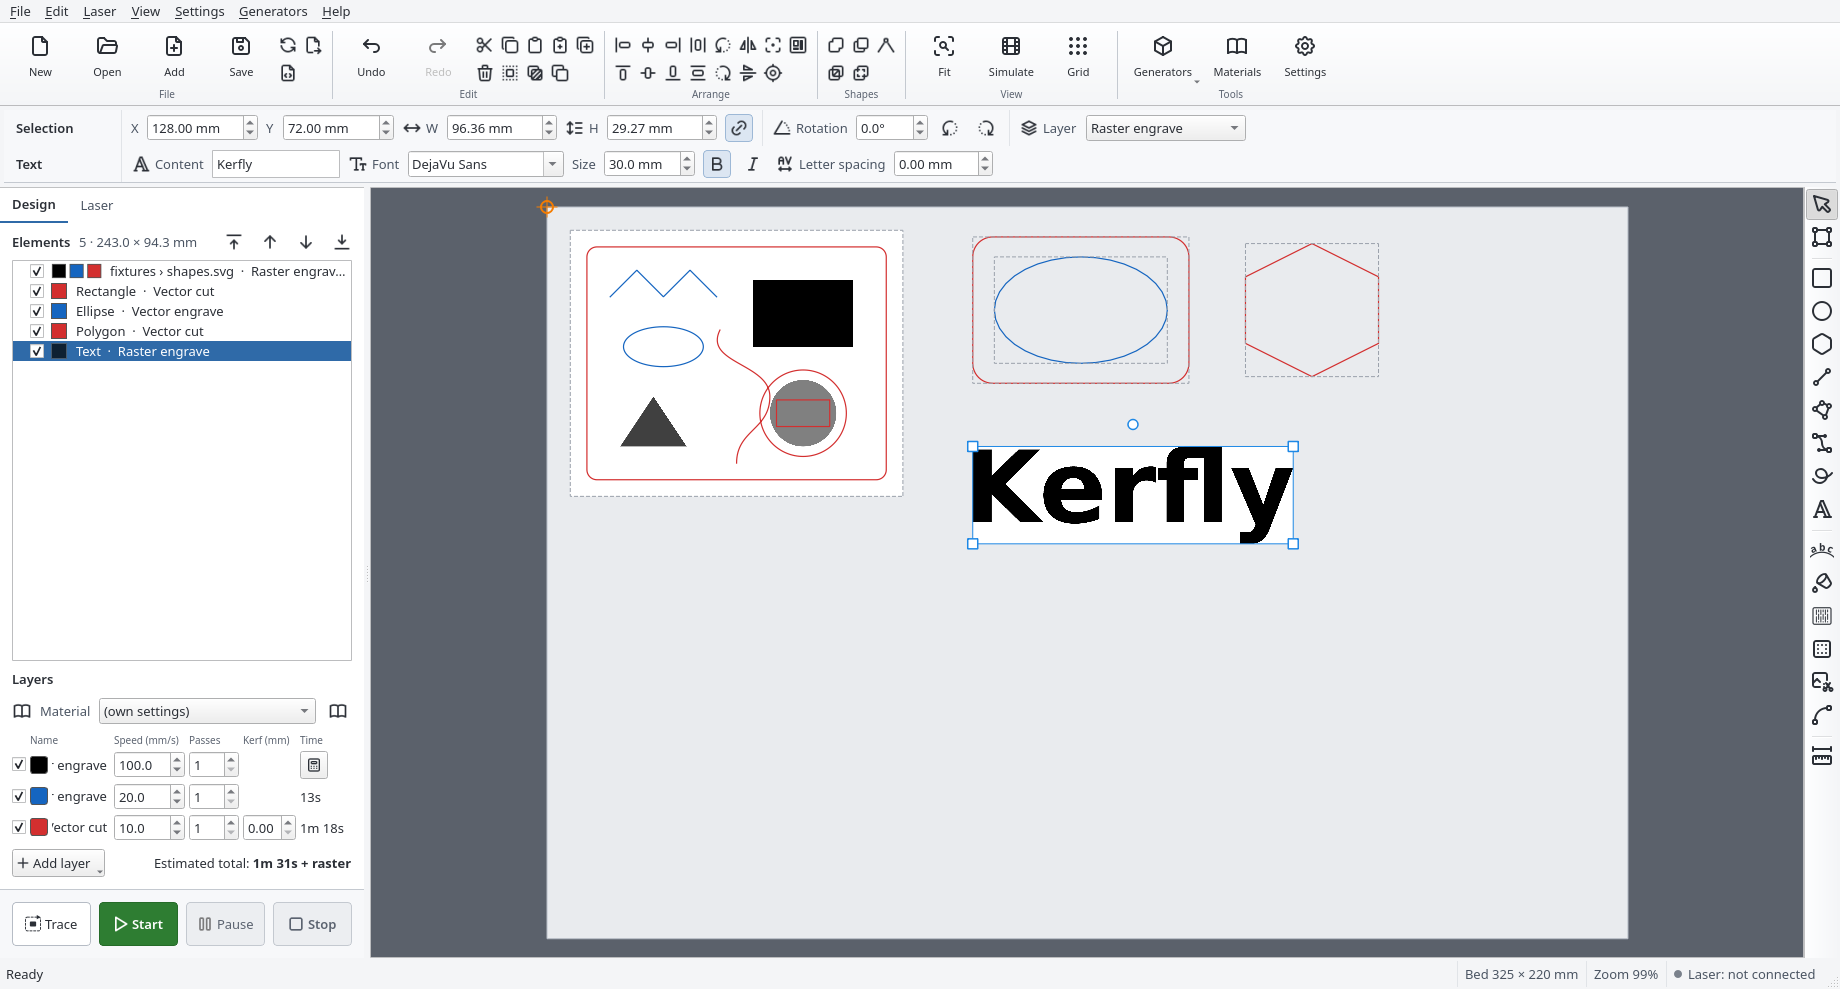 File Edit Laser View Settings Generators Help
New Open Add Save Undo Redo Fit Simulate Grid Generators Materials Settings
File Edit Arrange Shapes View Tools
Selection X 128.00 mm Y 72.00 mm W 96.36 mm H 29.27 mm Rotation 0.0° Layer Raster engrave
Text Content Kerfly Font DejaVu Sans Size 30.0 mm B I AV Letter spacing 0.00 mm
Design Laser
Elements 5 · 243.0 × 94.3 mm
fixtures › shapes.svg · Raster engrav...
Rectangle · Vector cut
Ellipse · Vector engrave
Polygon · Vector cut
Text · Raster engrave
Kerfly
abc
Layers
Material (own settings)
Name Speed (mm/s) Passes Kerf (mm) Time
engrave 100.0 1
engrave 20.0 1 13s
ector cut 10.0 1 0.00 1m 18s
Add layer Estimated total: 1m 31s + raster
Trace Start Pause Stop
Ready Bed 325 × 220 mm Zoom 99% Laser: not connected